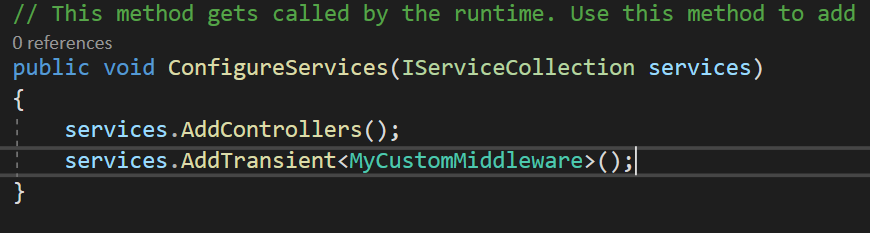 // This method gets called by the runtime. Use this method to add
0 references
public void ConfigureServices(IServiceCollection services)
{
services.AddControllers();
services.AddTransient<MyCustomMiddleware>();
}